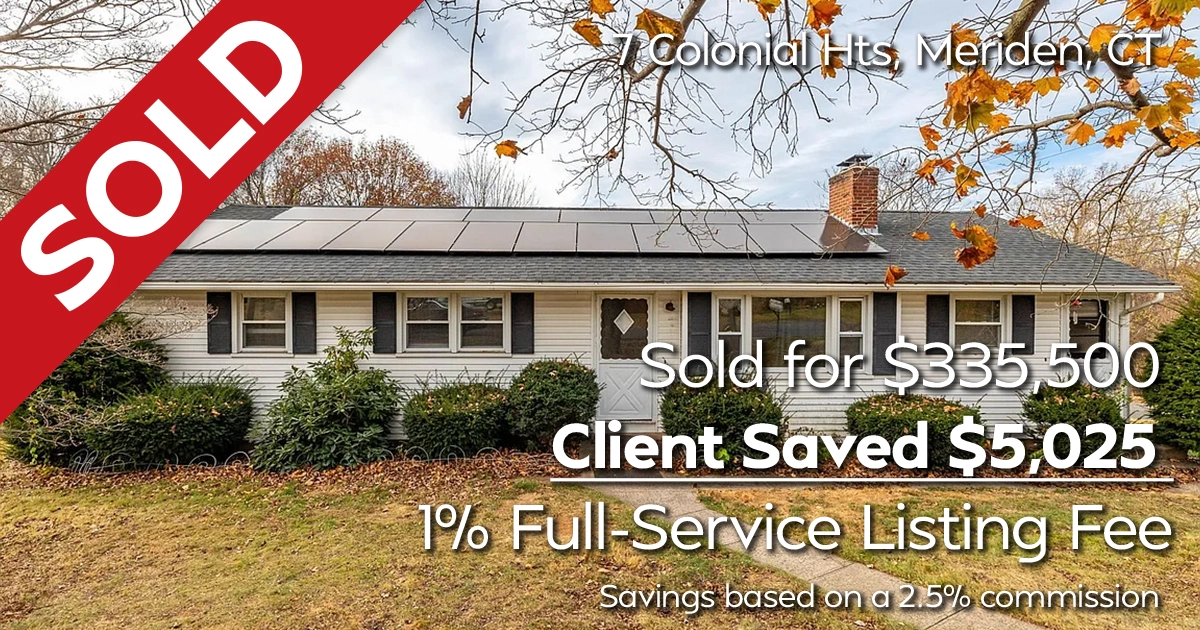 SOLD
7 Colonial Hts, Meriden, CT
Sold for $335,500
Client Saved $5,025
1% Full-Service Listing Fee
Savings based on a 2.5% commission